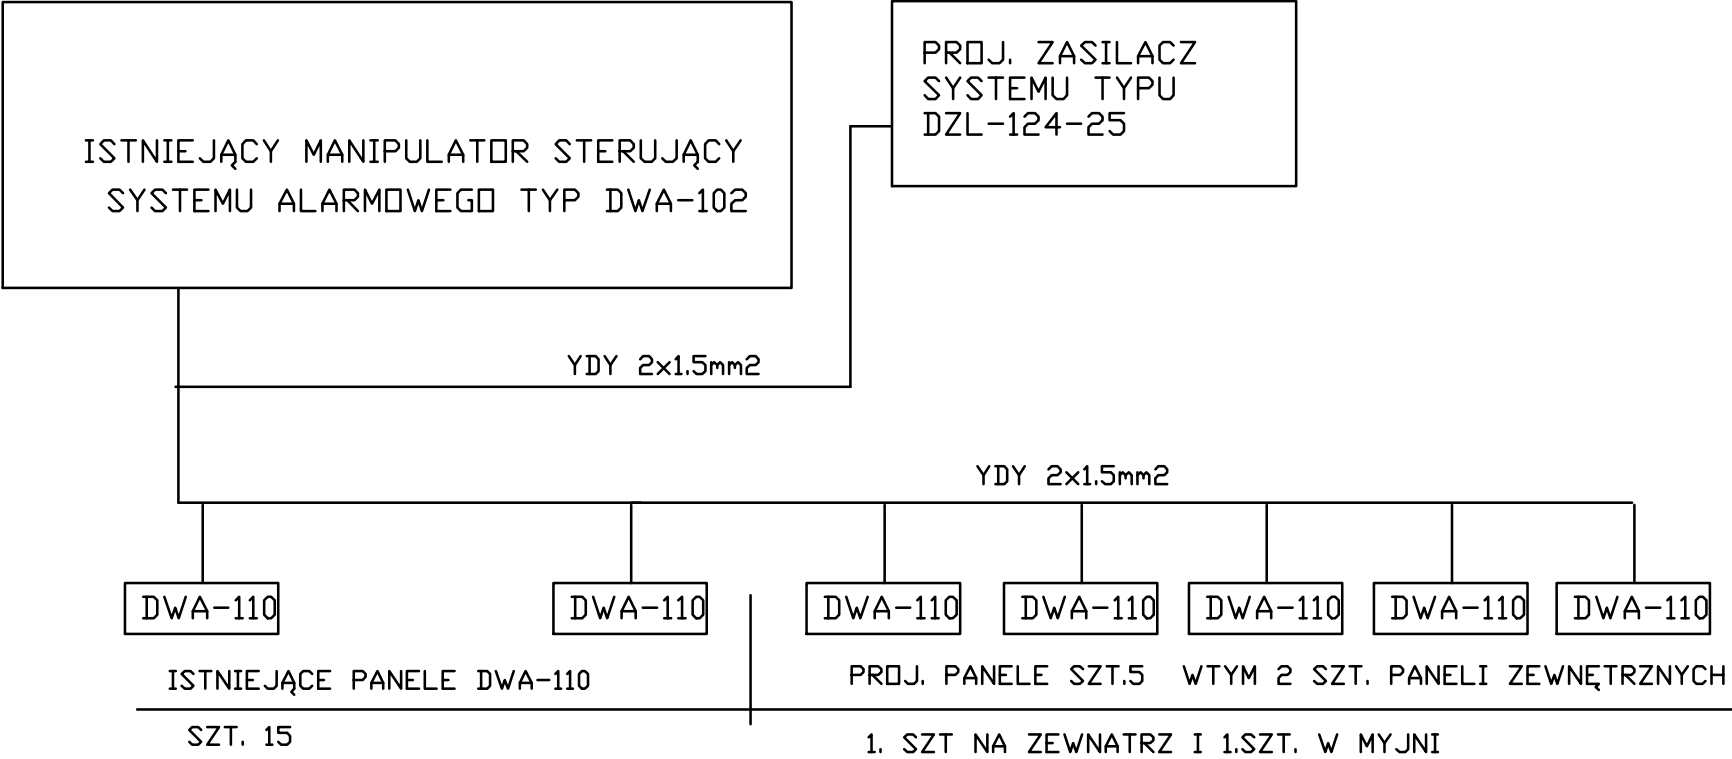 ISTNIEJĄCY MANIPULATOR STERUJĄCY
SYSTEMU ALARMOWEGO TYP DWA-102
PROJ. ZASILACZ
SYSTEMU TYPU
DZL-124-25
YDY 2x1.5mm2
YDY 2x1.5mm2
DWA-110 DWA-110 DWA-110 DWA-110 DWA-110 DWA-110 DWA-110
ISTNIEJĄCE PANELE DWA-110
SZT. 15
PROJ. PANELE SZT.5 WTYM 2 SZT. PANELI ZEWNĘTRZNYCH
1. SZT NA ZEWNATRZ I 1.SZT. W MYJNI